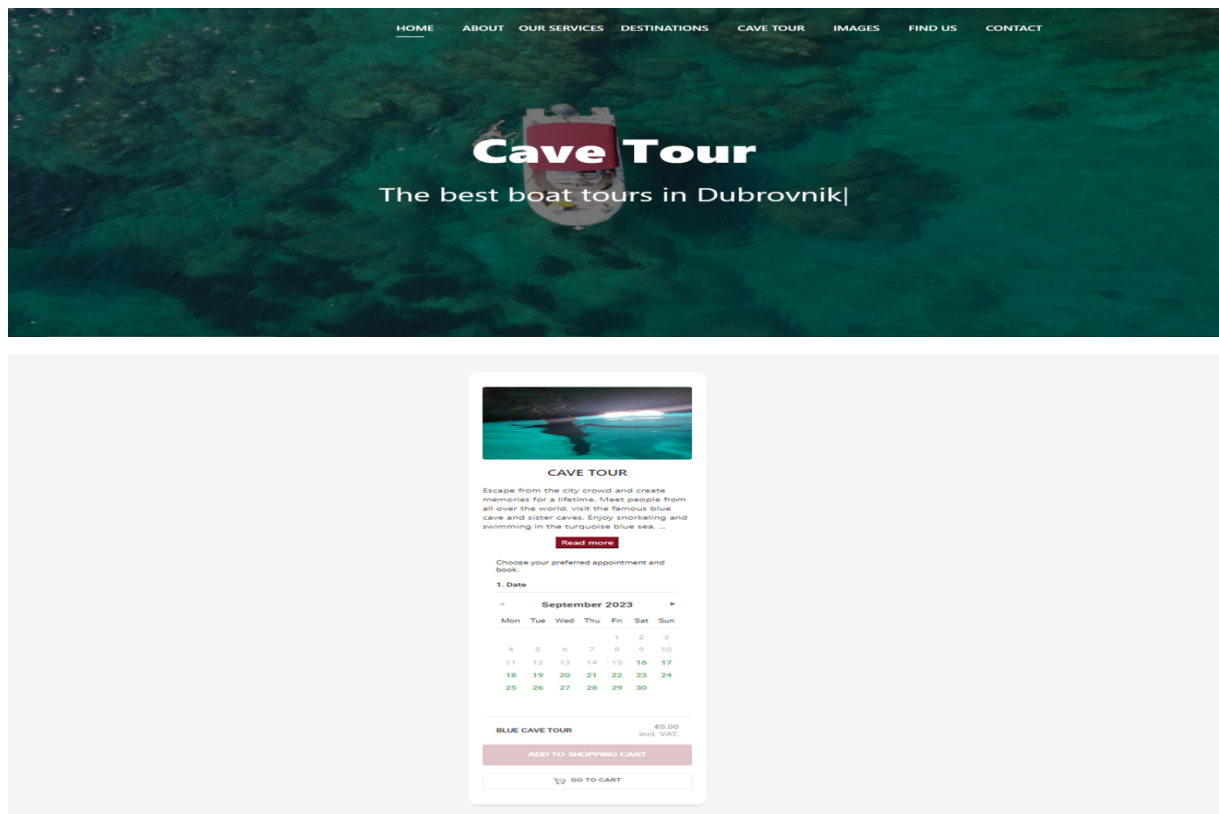 HOME ABOUT OUR SERVICES DESTINATIONS CAVE TOUR IMAGES FIND US CONTACT
Cave Tour
The best boat tours in Dubrovnik|
CAVE TOUR
Escape from the city crowd and create
memories for a lifetime. Meet people from
all over the world, visit the famous blue
cave and sister caves. Enjoy snorkeling and
swimming in the turquoise blue sea. ...
Read more
Choose your preferred appointment and
book.
1. Date
◄ September 2023 ►
Mon Tue Wed Thu Fri Sat Sun
1 2 3
4 5 6 7 8 9 10
11 12 13 14 15 16 17
18 19 20 21 22 23 24
25 26 27 28 29 30
BLUE CAVE TOUR €0.00
incl. VAT.
ADD TO SHOPPING CART
GO TO CART